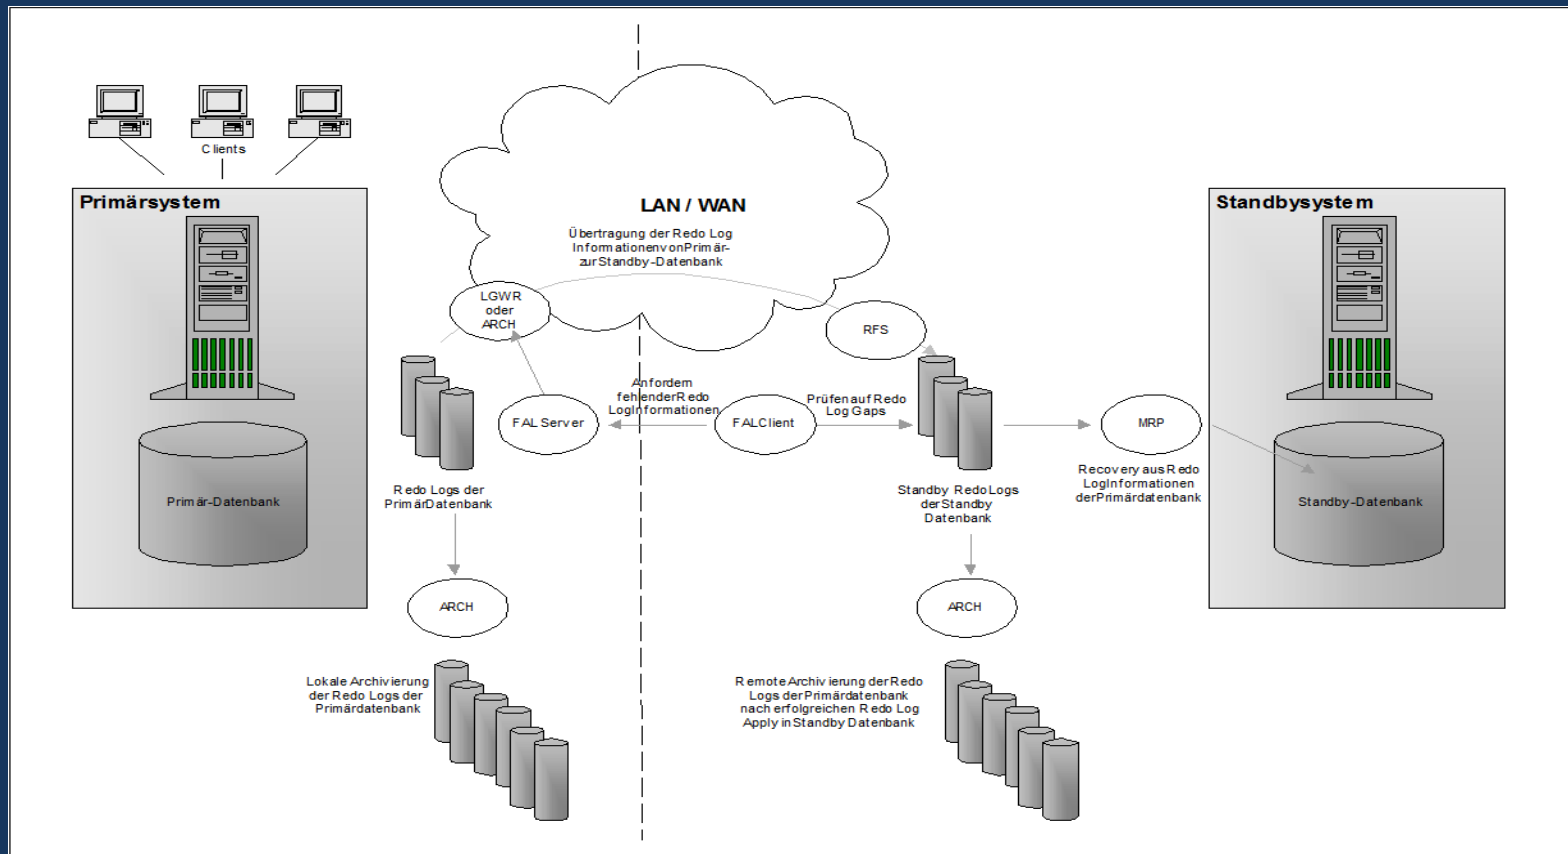 Clients
Primärsystem
Primär-Datenbank
LAN / WAN
Übertragung der Redo Log
Informationen von Primär-
zur Standby-Datenbank
LGWR
oder
ARCH
RFS
Anfordern
fehlender Redo
Log Informationen
FAL Server
FAL Client
Prüfen auf Redo
Log Gaps
Redo Logs der
Primär Datenbank
Standby Redo Logs
der Standby
Datenbank
MRP
Recovery aus Redo
Log Informationen
der Primärdatenbank
Standbysystem
Standby-Datenbank
ARCH
ARCH
Lokale Archivierung
der Redo Logs der
Primärdatenbank
Remote Archivierung der Redo
Logs der Primärdatenbank
nach erfolgreichen Redo Log
Apply in Standby Datenbank